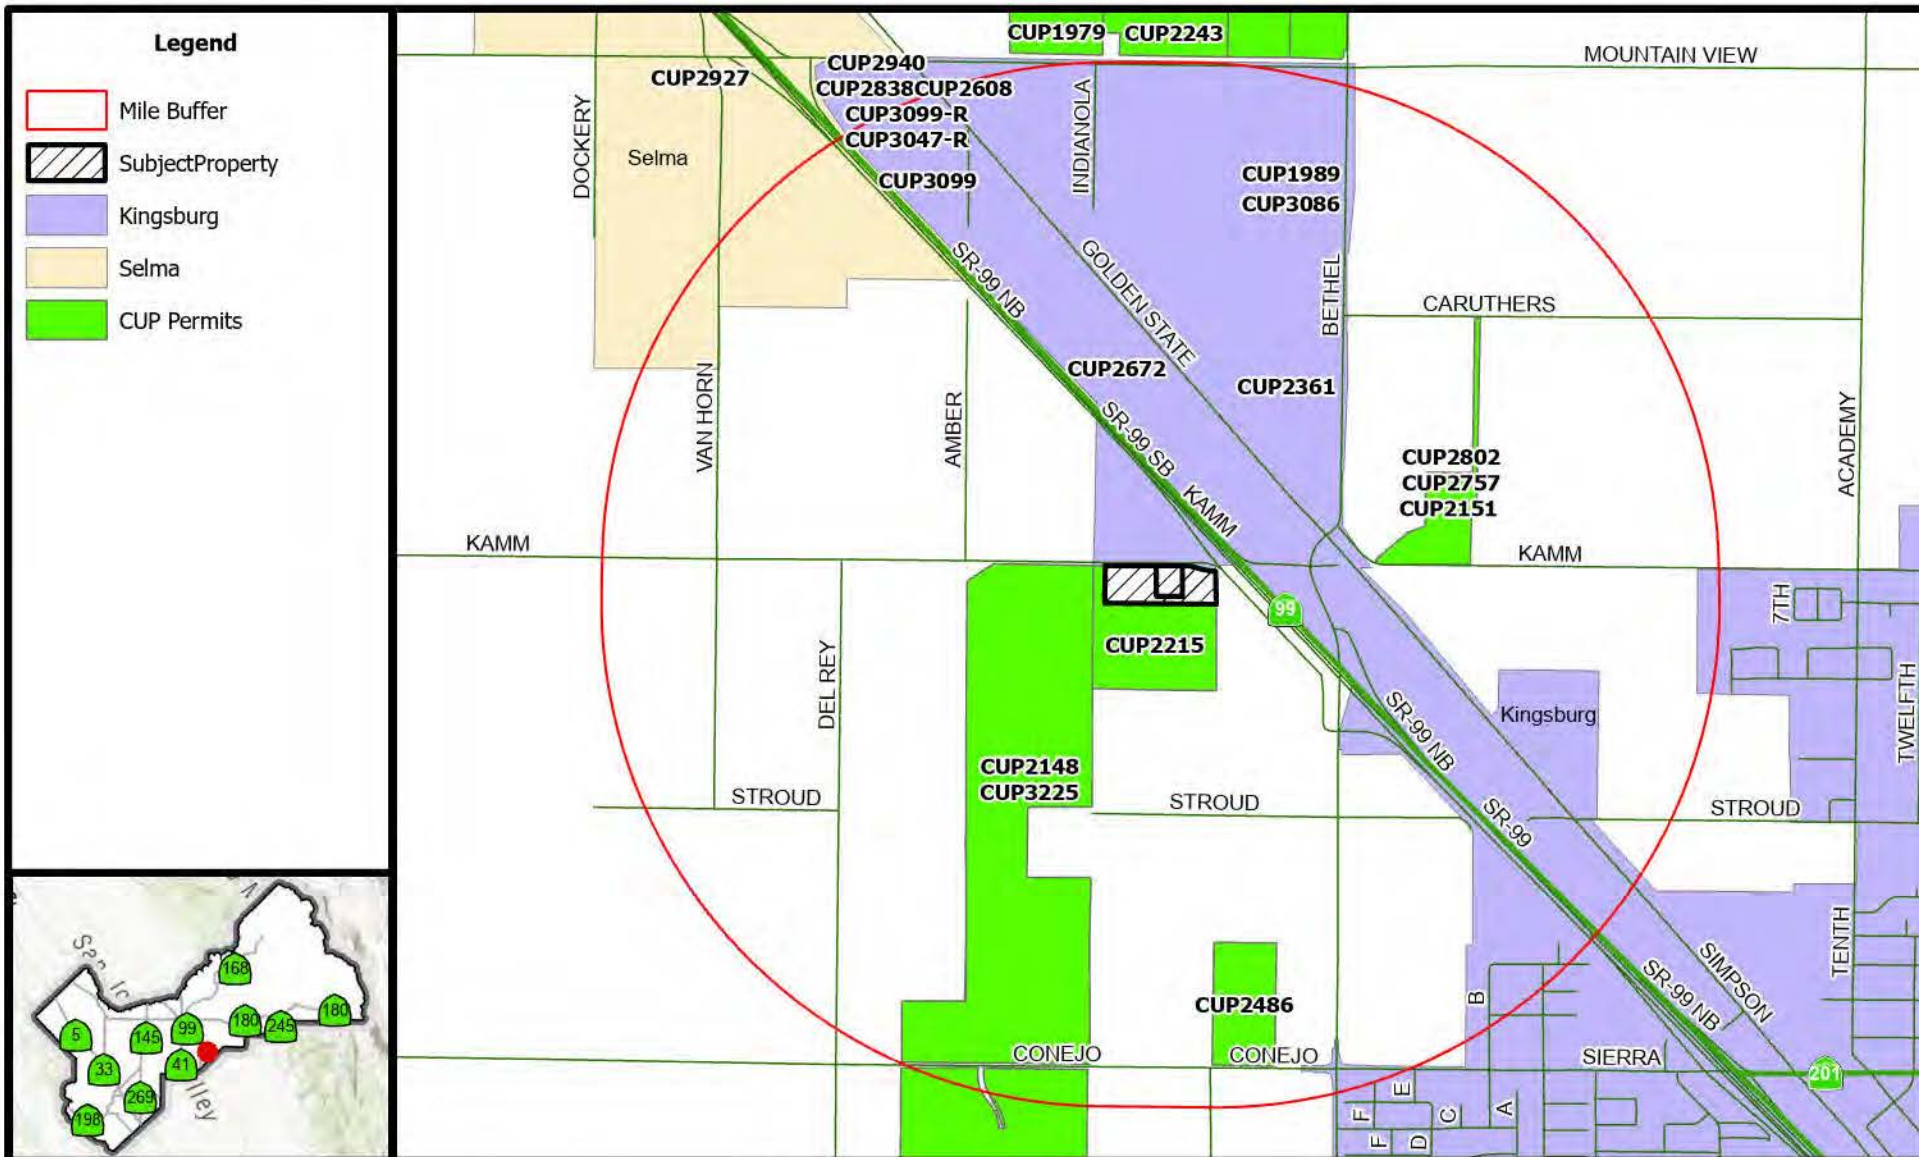 Legend
Mile Buffer
SubjectProperty
Kingsburg
Selma
CUP Permits
CUP1979
CUP2243
MOUNTAIN VIEW
CUP2927
CUP2940
CUP2838CUP2608
CUP3099-R
CUP3047-R
CUP3099
DOCKERY
Selma
INDIANOLA
CUP1989
CUP3086
SR-99 NB
GOLDEN STATE
BETHEL
CARUTHERS
VAN HORN
AMBER
CUP2672
CUP2361
SR-99 SB
ACADEMY
CUP2802
CUP2757
CUP2151
KAMM
KAMM
KAMM
99
7TH
CUP2215
DEL REY
SR-99 NB
Kingsburg
TWELFTH
CUP2148
CUP3225
STROUD
STROUD
STROUD
SR-99
TENTH
SIMPSON
SR-99 NB
B
CUP2486
CONEJO
CONEJO
SIERRA
201
E
F
C
A
F
D
168
180
180
245
99
145
5
41
33
269
198
lley